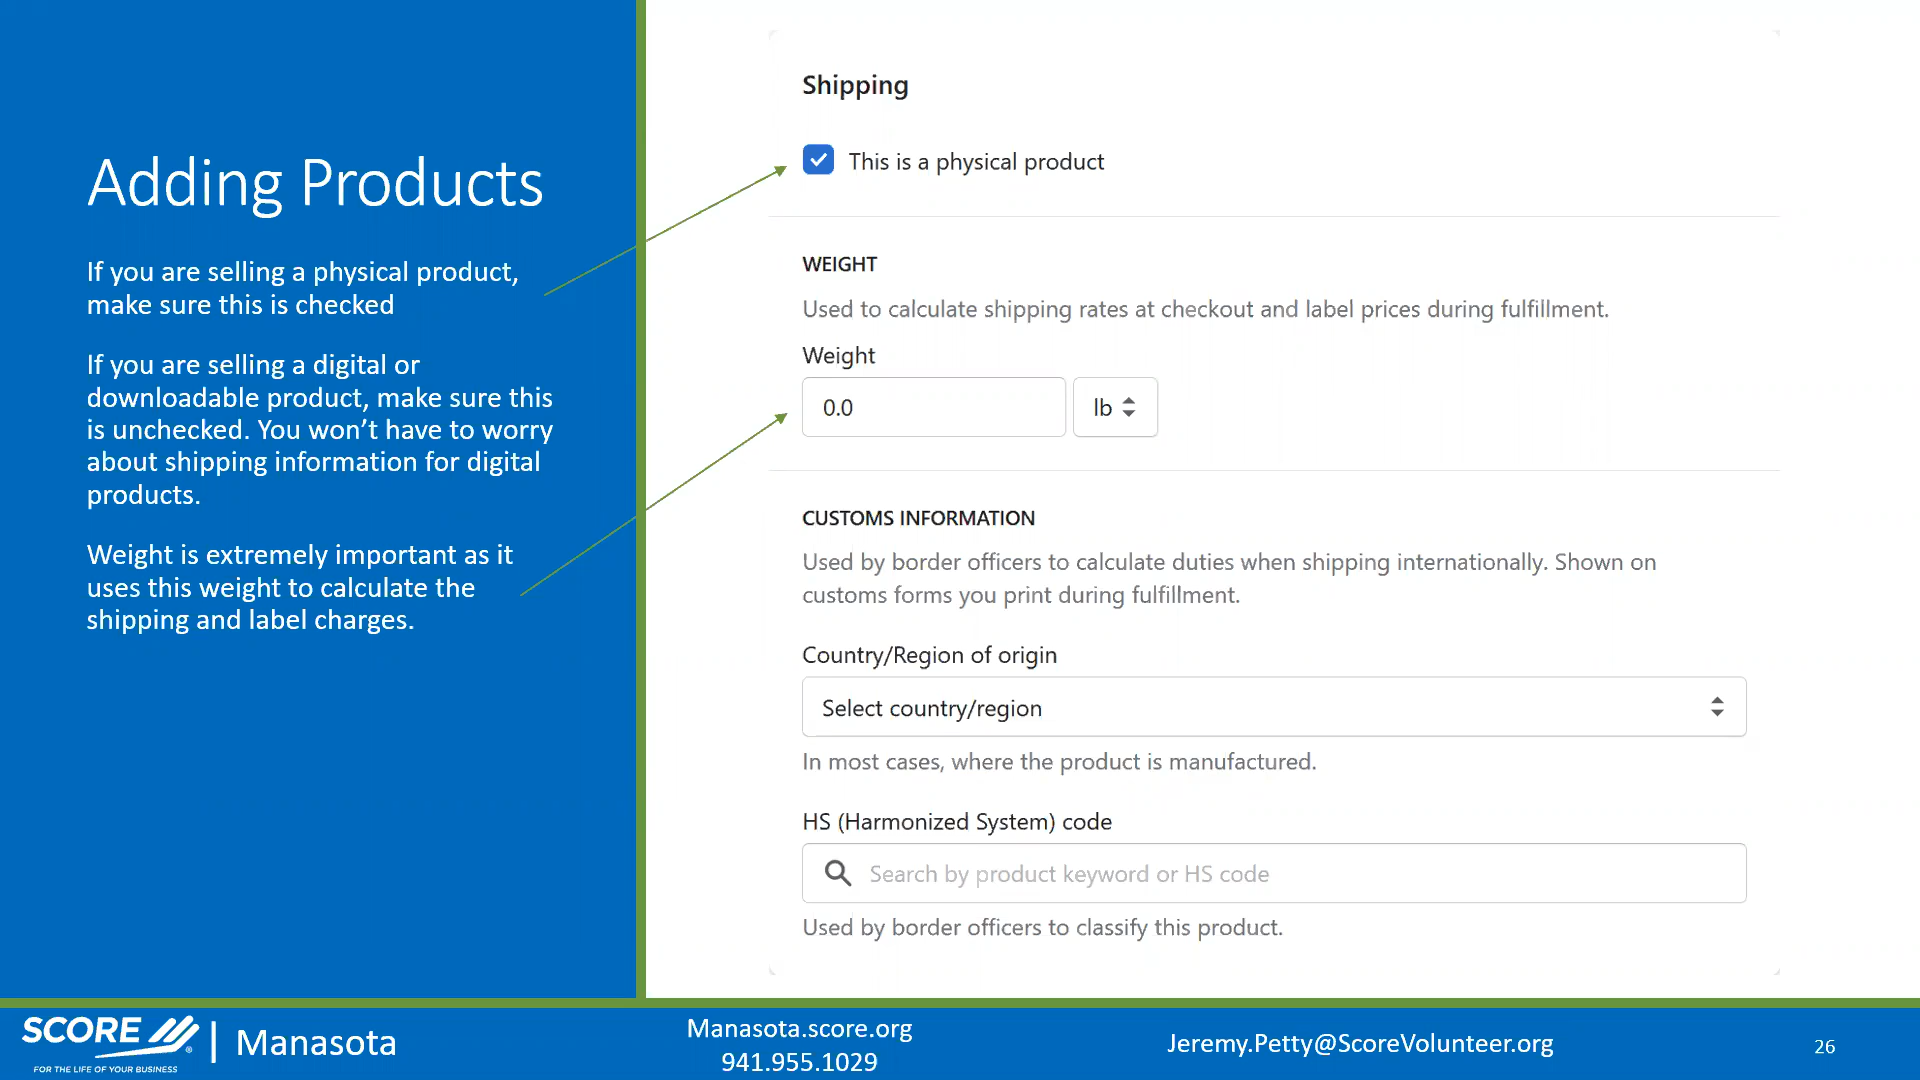 Adding Products
If you are selling a physical product,
make sure this is checked
If you are selling a digital or
downloadable product, make sure this
is unchecked. You won’t have to worry
about shipping information for digital
products.
Weight is extremely important as it
uses this weight to calculate the
shipping and label charges.
Shipping
This is a physical product
WEIGHT
Used to calculate shipping rates at checkout and label prices during fulfillment.
Weight
0.0
lb
CUSTOMS INFORMATION
Used by border officers to calculate duties when shipping internationally. Shown on
customs forms you print during fulfillment.
Country/Region of origin
Select country/region
In most cases, where the product is manufactured.
HS (Harmonized System) code
Search by product keyword or HS code
Used by border officers to classify this product.
SCORE ® | Manasota
FOR THE LIFE OF YOUR BUSINESS
Manasota.score.org
941.955.1029
Jeremy.Petty@ScoreVolunteer.org
26